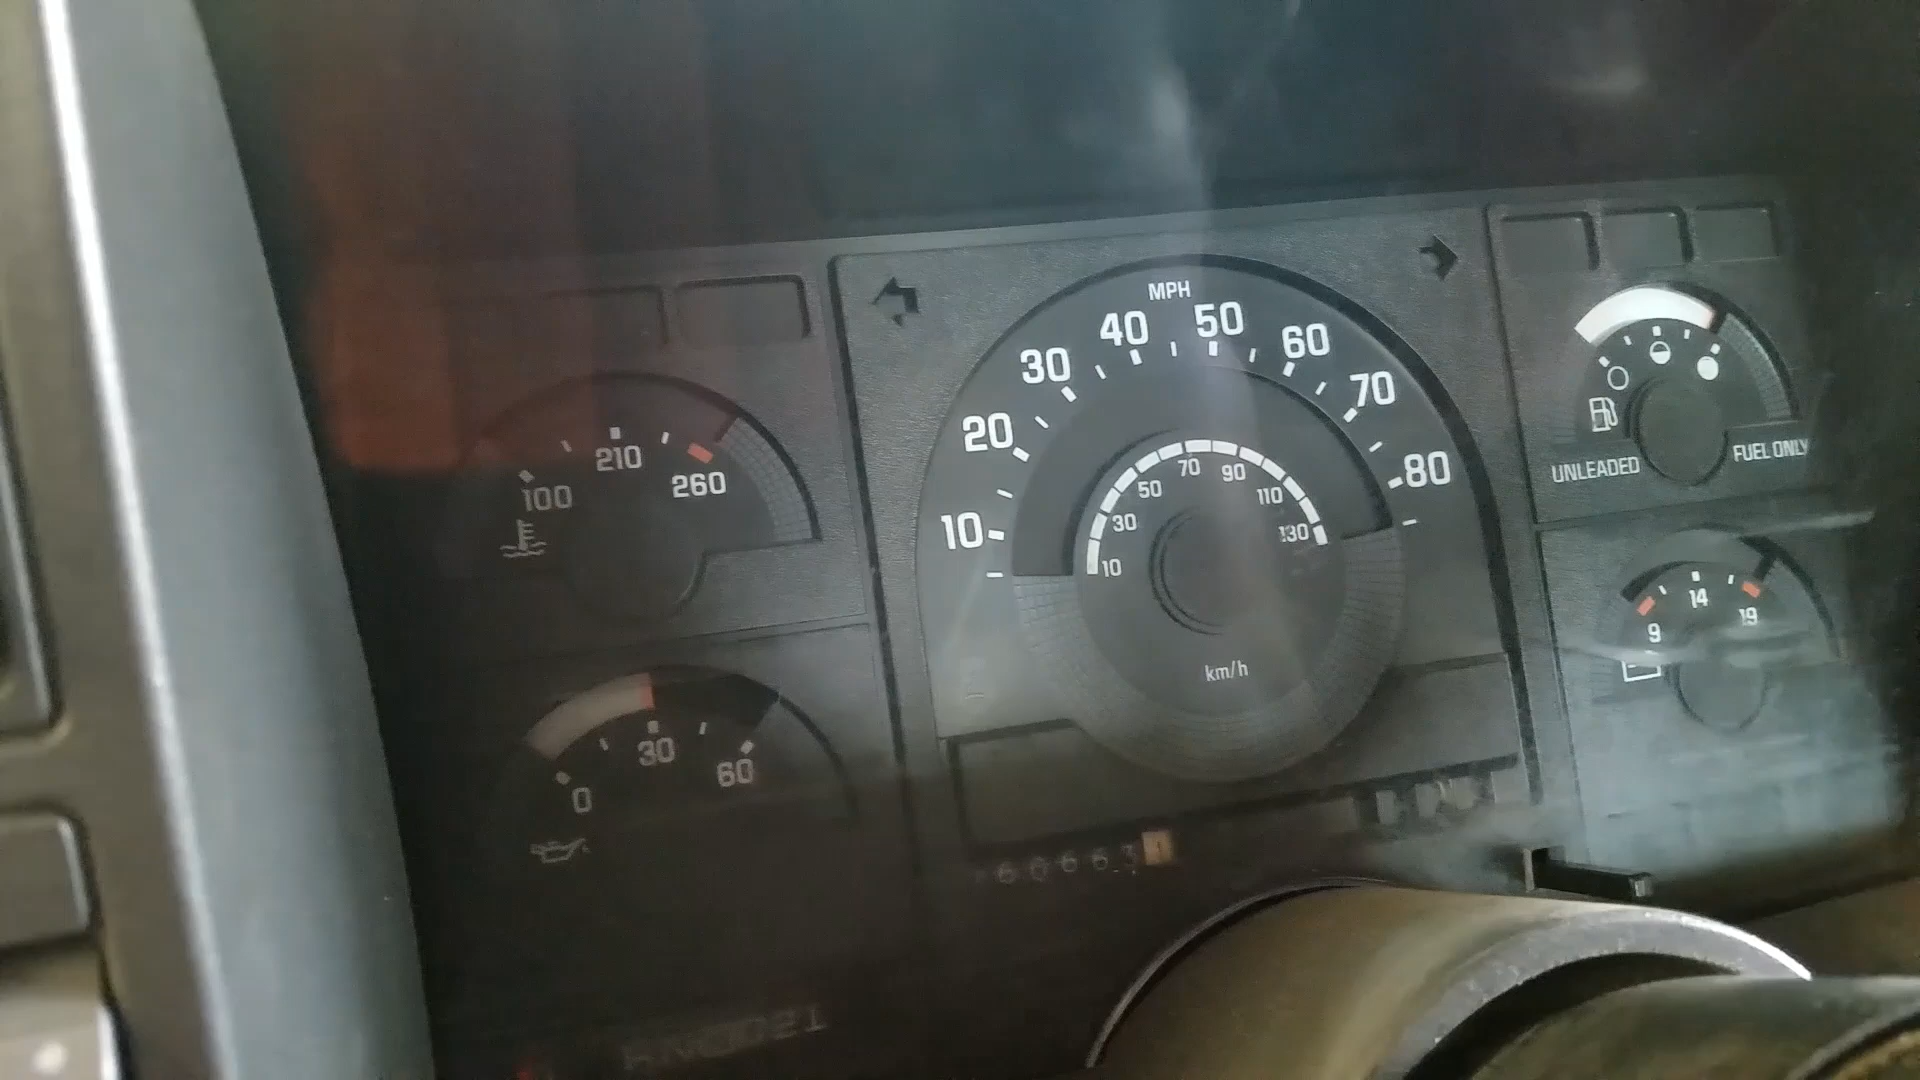 MPH
10 20 30 40 50 60 70 80
10 30 50 70 90 110 130
km/h
100 210 260
0 30 60
UNLEADED FUEL ONLY
9 14 19